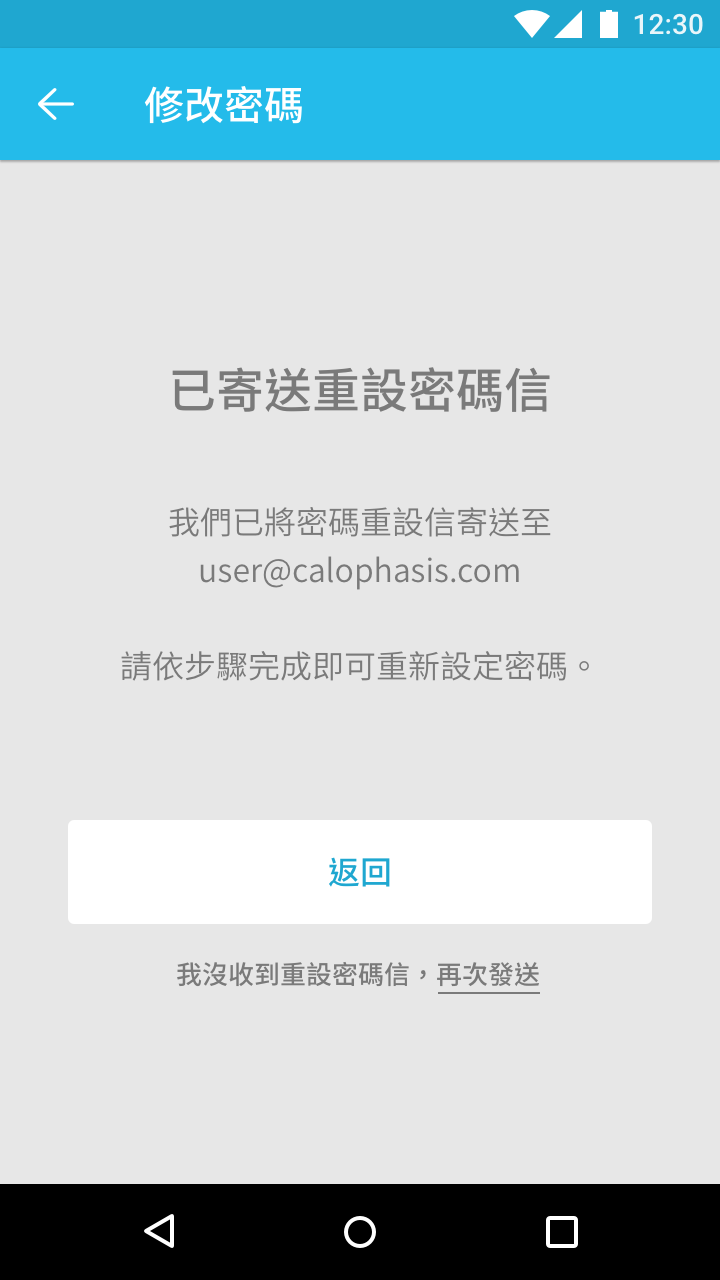 12:30
修改密碼
已寄送重設密碼信
我們已將密碼重設信寄送至
user@calophasis.com
請依步驟完成即可重新設定密碼。
返回
我沒收到重設密碼信，再次發送